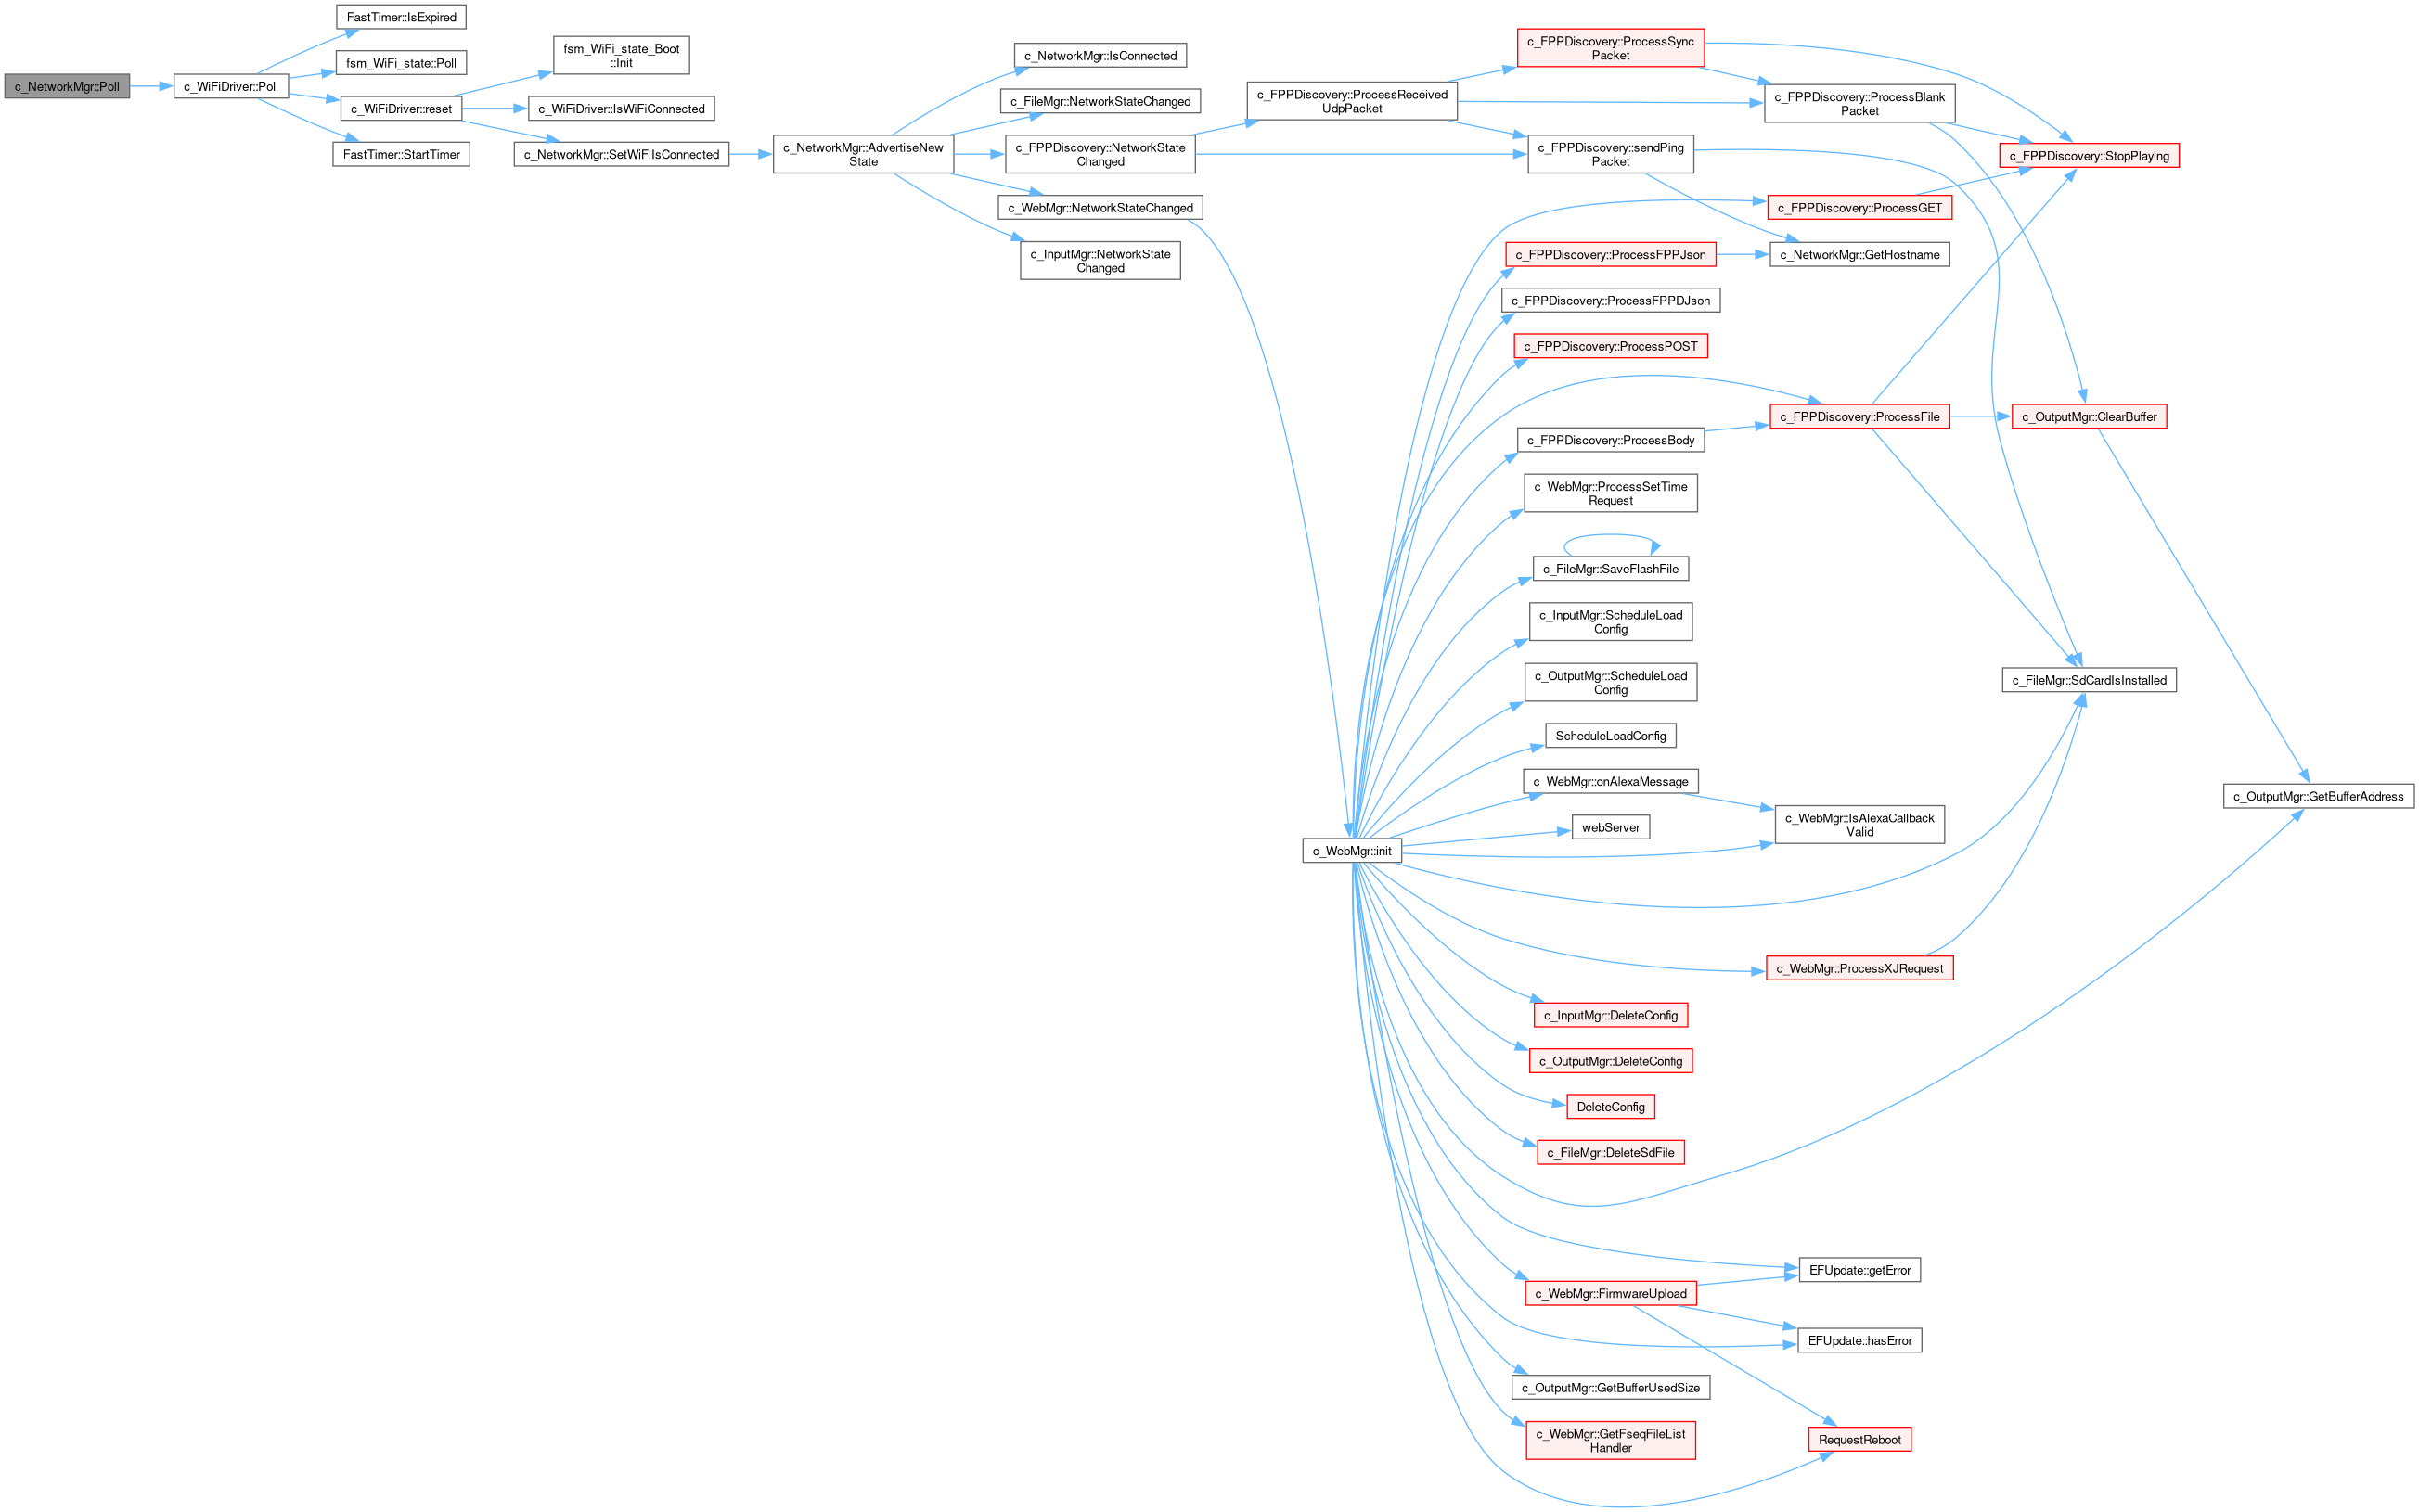 c_NetworkMgr::Poll
c_WiFiDriver::Poll
FastTimer::IsExpired
fsm_WiFi_state::Poll
c_WiFiDriver::reset
FastTimer::StartTimer
fsm_WiFi_state_Boot
::Init
c_WiFiDriver::IsWiFiConnected
c_NetworkMgr::SetWiFiIsConnected
c_NetworkMgr::AdvertiseNew
State
c_NetworkMgr::IsConnected
c_FileMgr::NetworkStateChanged
c_FPPDiscovery::NetworkState
Changed
c_WebMgr::NetworkStateChanged
c_InputMgr::NetworkState
Changed
c_FPPDiscovery::ProcessReceived
UdpPacket
c_WebMgr::init
c_FPPDiscovery::ProcessSync
Packet
c_FPPDiscovery::sendPing
Packet
c_FPPDiscovery::ProcessFPPJson
c_FPPDiscovery::ProcessFPPDJson
c_FPPDiscovery::ProcessPOST
c_FPPDiscovery::ProcessBody
c_WebMgr::ProcessSetTime
Request
c_FileMgr::SaveFlashFile
c_InputMgr::ScheduleLoad
Config
c_OutputMgr::ScheduleLoad
Config
ScheduleLoadConfig
c_WebMgr::onAlexaMessage
webServer
c_InputMgr::DeleteConfig
c_OutputMgr::DeleteConfig
DeleteConfig
c_FileMgr::DeleteSdFile
c_WebMgr::FirmwareUpload
c_OutputMgr::GetBufferUsedSize
c_WebMgr::GetFseqFileList
Handler
c_FPPDiscovery::ProcessBlank
Packet
c_FPPDiscovery::ProcessGET
c_NetworkMgr::GetHostname
c_FPPDiscovery::ProcessFile
c_WebMgr::IsAlexaCallback
Valid
c_WebMgr::ProcessXJRequest
EFUpdate::getError
EFUpdate::hasError
RequestReboot
c_FPPDiscovery::StopPlaying
c_OutputMgr::ClearBuffer
c_FileMgr::SdCardIsInstalled
c_OutputMgr::GetBufferAddress